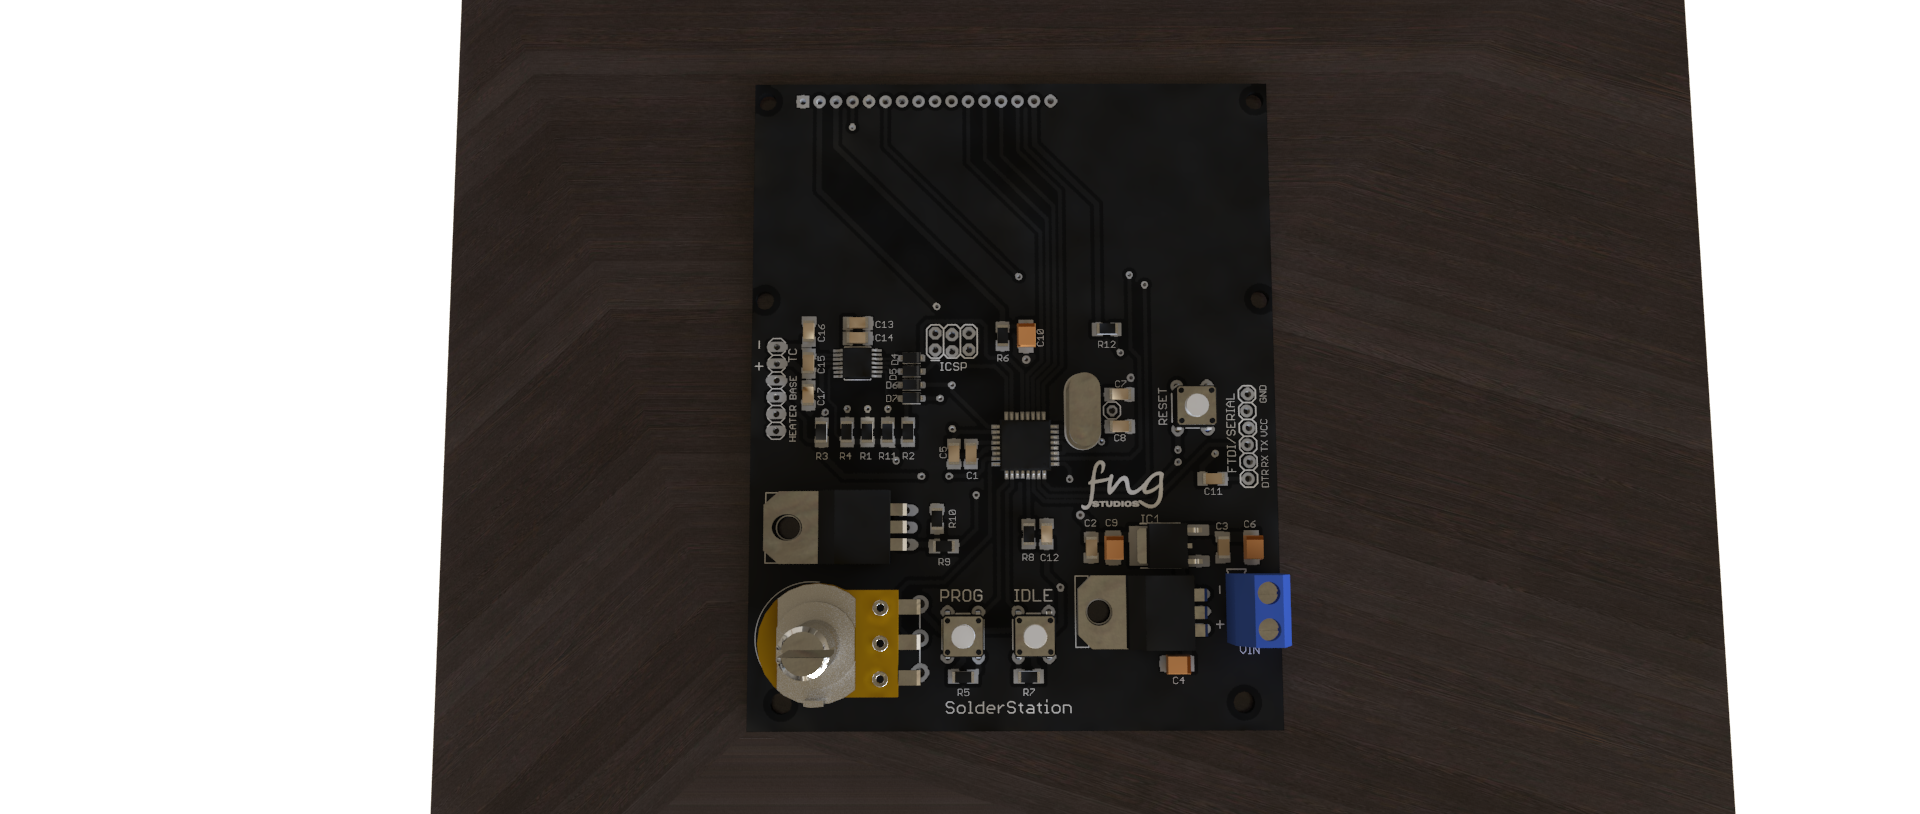 C16
C13
C14
- +
TC
C15
BASE
C17
HEATER
D4
D5
D6
D7
ICSP
R6
C10
R12
C7
C8
RESET
FTDI/SERIAL
GND
VCC
TX
RX
DTR
R3 R4 R1 R11 R2
C5
C1
fng
STUDIOS
C11
R10
R9
R8 C12
C2 C9
IC1
C3 C6
PROG IDLE
- +
VIN
R5 R7
C4
SolderStation